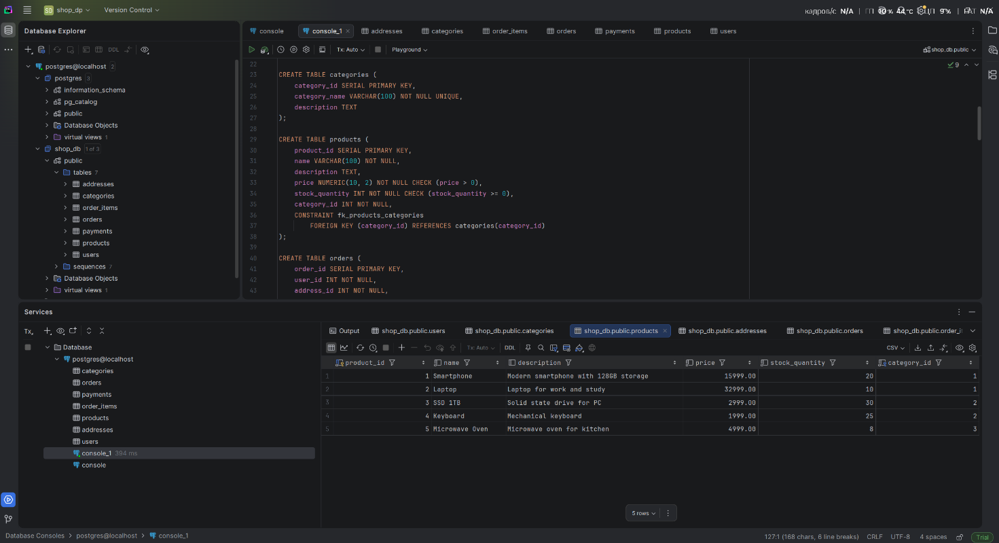 SD shop_dp Version Control
кадров/с N/A | ГП 10 % 44 °C ЦП 9 % | N/A
Database Explorer
DDL
postgres@localhost 2
postgres 3
information_schema
pg_catalog
public
Database Objects
virtual views 1
shop_db 1 of 3
public
tables 7
addresses
categories
order_items
orders
payments
products
users
sequences 7
Database Objects
virtual views 1
console console_1 addresses categories order_items orders payments products users
Tx: Auto Playground shop_db.public
9
22
23 CREATE TABLE categories (
24 category_id SERIAL PRIMARY KEY,
25 category_name VARCHAR(100) NOT NULL UNIQUE,
26 description TEXT
27 );
28
29 CREATE TABLE products (
30 product_id SERIAL PRIMARY KEY,
31 name VARCHAR(100) NOT NULL,
32 description TEXT,
33 price NUMERIC(10, 2) NOT NULL CHECK (price > 0),
34 stock_quantity INT NOT NULL CHECK (stock_quantity >= 0),
35 category_id INT NOT NULL,
36 CONSTRAINT fk_products_categories
37 FOREIGN KEY (category_id) REFERENCES categories(category_id)
38 );
39
40 CREATE TABLE orders (
41 order_id SERIAL PRIMARY KEY,
42 user_id INT NOT NULL,
43 address_id INT NOT NULL,
Services
Tx
Database
postgres@localhost
categories
orders
payments
order_items
products
addresses
users
console_1 394 ms
console
Output shop_db.public.users shop_db.public.categories shop_db.public.products shop_db.public.addresses shop_db.public.orders shop_db.public.order_i
Tx: Auto DDL CSV
product_id name description price stock_quantity category_id
1 1 Smartphone Modern smartphone with 128GB storage 15999.00 20 1
2 2 Laptop Laptop for work and study 32999.00 10 1
3 3 SSD 1TB Solid state drive for PC 2999.00 30 2
4 4 Keyboard Mechanical keyboard 1999.00 25 2
5 5 Microwave Oven Microwave oven for kitchen 4999.00 8 3
5 rows
Database Consoles > postgres@localhost > console_1
127:1 (168 chars, 6 line breaks) CRLF UTF-8 4 spaces Trial